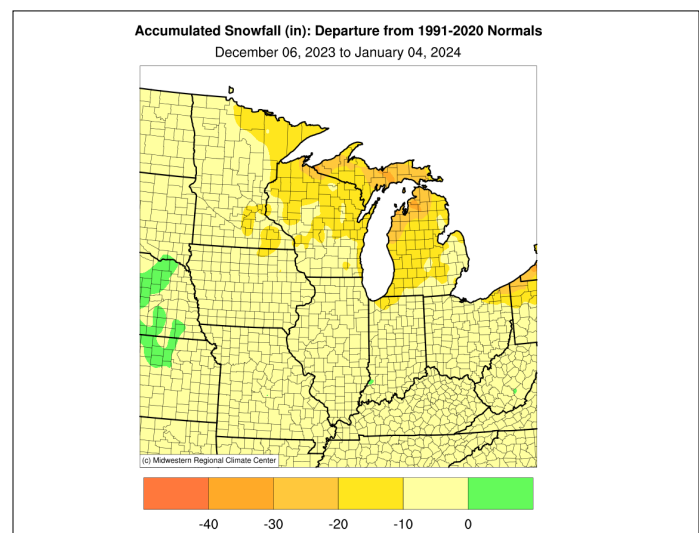 Accumulated Snowfall (in): Departure from 1991-2020 Normals
December 06, 2023 to January 04, 2024
(c) Midwestern Regional Climate Center
-40 -30 -20 -10 0